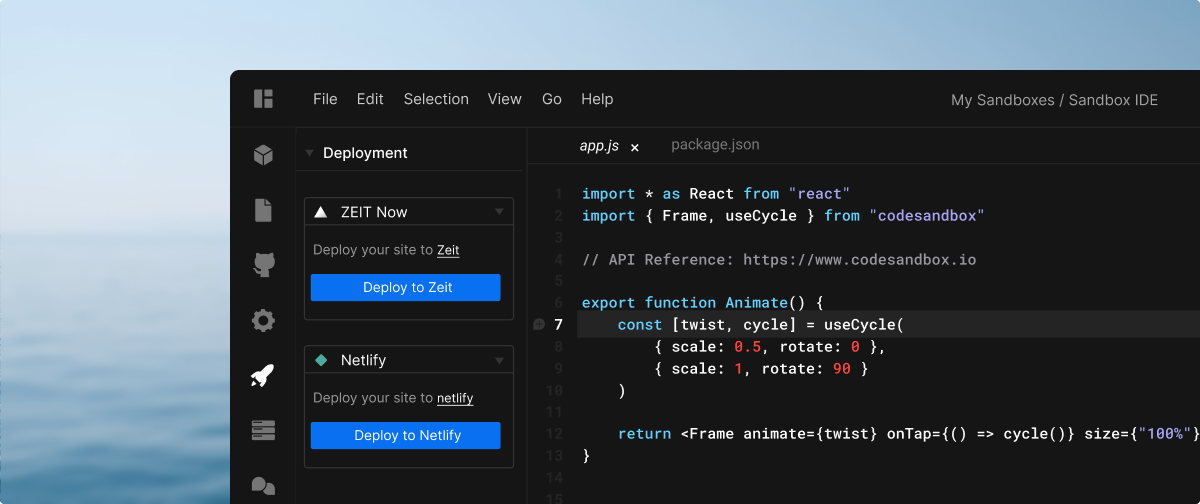 File Edit Selection View Go Help
My Sandboxes / Sandbox IDE
Deployment
ZEIT Now
Deploy your site to Zeit
Deploy to Zeit
Netlify
Deploy your site to netlify
Deploy to Netlify
app.js × package.json
1 import * as React from "react"
2 import { Frame, useCycle } from "codesandbox"
3
4 // API Reference: https://www.codesandbox.io
5
6 export function Animate() {
7 const [twist, cycle] = useCycle(
8 { scale: 0.5, rotate: 0 },
9 { scale: 1, rotate: 90 }
10 )
11
12 return <Frame animate={twist} onTap={() => cycle()} size={"100%"}
13 }
14
15